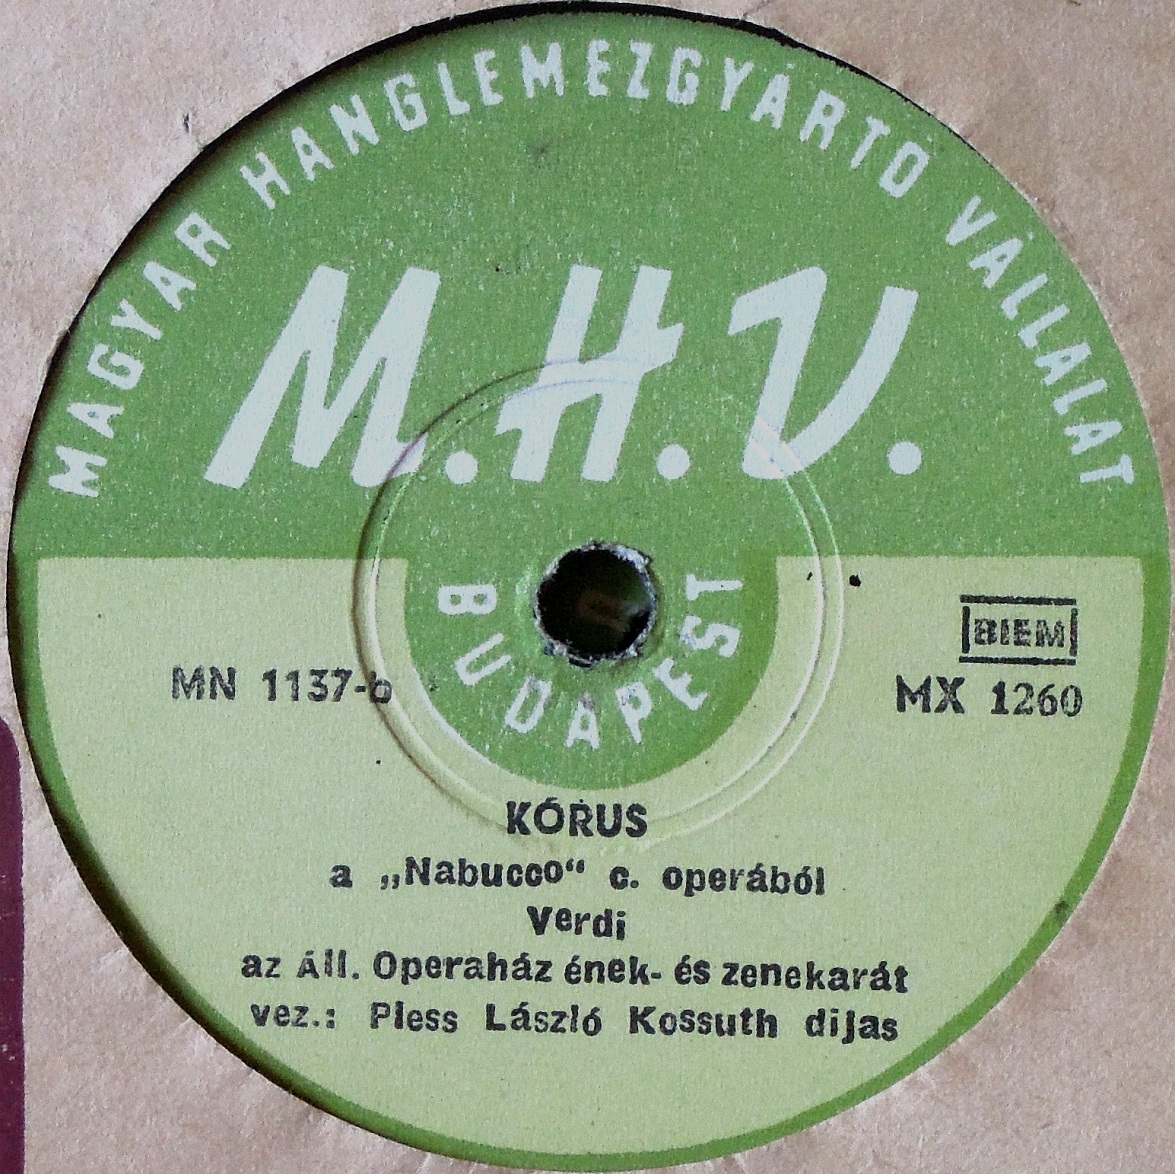 MAGYAR HANGLEMEZGYÁRTÓ VÁLLALAT
M.H.V.
BUDAPEST
BIEM
MN 1137-b
MX 1260
KÓRUS
a „Nabucco“ c. operából
Verdi
az Áll. Operaház ének- és zenekarát
vez.: Pless László Kossuth dijas